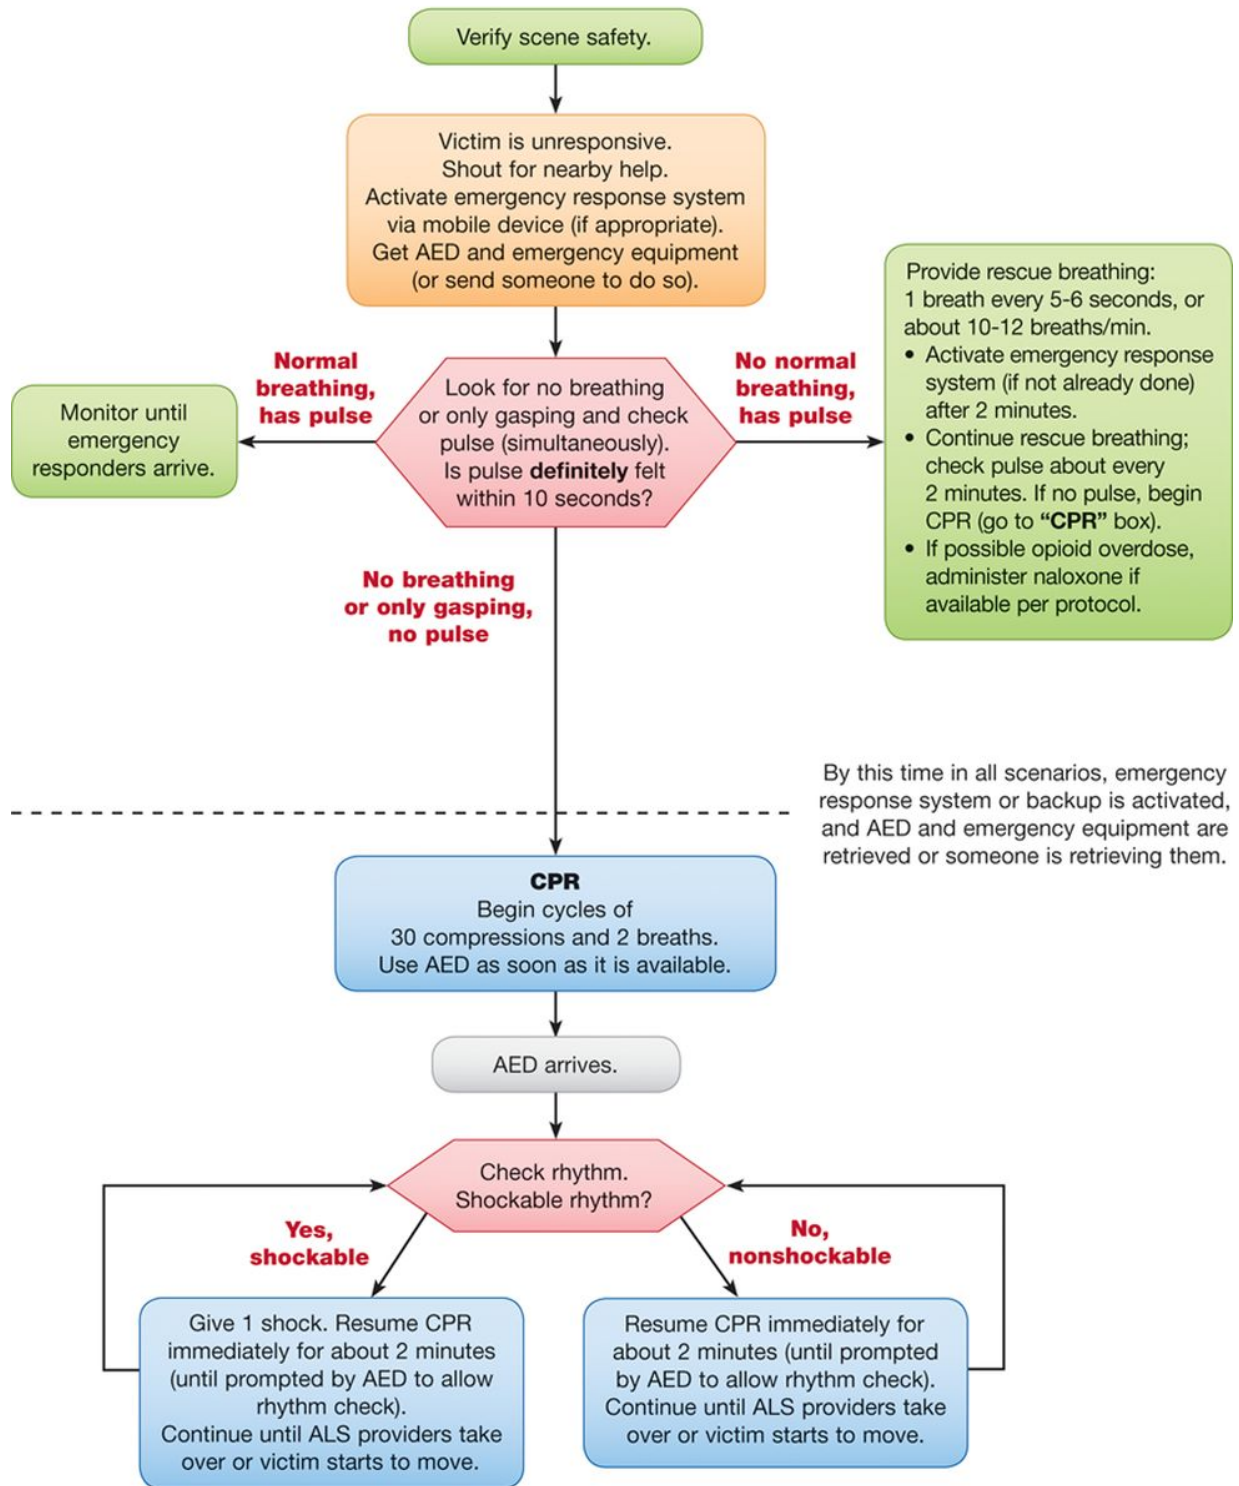 Verify scene safety.
Victim is unresponsive.
Shout for nearby help.
Activate emergency response system
via mobile device (if appropriate).
Get AED and emergency equipment
(or send someone to do so).
Normal
breathing,
has pulse
Monitor until
emergency
responders arrive.
Look for no breathing
or only gasping and check
pulse (simultaneously).
Is pulse definitely felt
within 10 seconds?
No normal
breathing,
has pulse
Provide rescue breathing:
1 breath every 5-6 seconds, or
about 10-12 breaths/min.
• Activate emergency response
system (if not already done)
after 2 minutes.
• Continue rescue breathing;
check pulse about every
2 minutes. If no pulse, begin
CPR (go to “CPR” box).
• If possible opioid overdose,
administer naloxone if
available per protocol.
No breathing
or only gasping,
no pulse
By this time in all scenarios, emergency
response system or backup is activated,
and AED and emergency equipment are
retrieved or someone is retrieving them.
CPR
Begin cycles of
30 compressions and 2 breaths.
Use AED as soon as it is available.
AED arrives.
Check rhythm.
Shockable rhythm?
Yes,
shockable
No,
nonshockable
Give 1 shock. Resume CPR
immediately for about 2 minutes
(until prompted by AED to allow
rhythm check).
Continue until ALS providers take
over or victim starts to move.
Resume CPR immediately for
about 2 minutes (until prompted
by AED to allow rhythm check).
Continue until ALS providers take
over or victim starts to move.